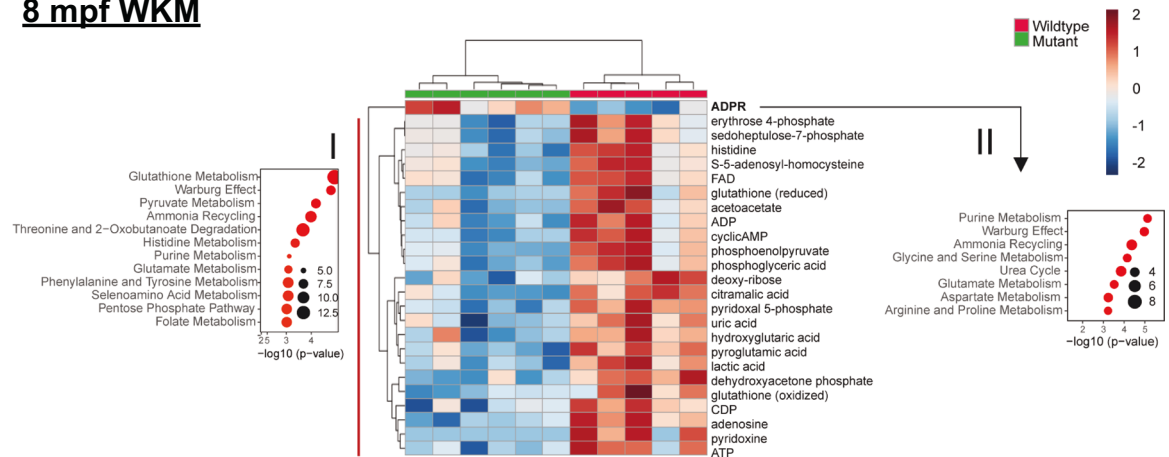 8 mpf WKM
Wildtype
Mutant
2
1
0
-1
-2
ADPR
erythrose 4-phosphate
sedoheptulose-7-phosphate
histidine
S-5-adenosyl-homocysteine
FAD
glutathione (reduced)
acetoacetate
ADP
cyclicAMP
phosphoenolpyruvate
phosphoglyceric acid
deoxy-ribose
citramalic acid
pyridoxal 5-phosphate
uric acid
hydroxyglutaric acid
pyroglutamic acid
lactic acid
dehydroxyacetone phosphate
glutathione (oxidized)
CDP
adenosine
pyridoxine
ATP
I
Glutathione Metabolism
Warburg Effect
Pyruvate Metabolism
Ammonia Recycling
Threonine and 2−Oxobutanoate Degradation
Histidine Metabolism
Purine Metabolism
Glutamate Metabolism
Phenylalanine and Tyrosine Metabolism
Selenoamino Acid Metabolism
Pentose Phosphate Pathway
Folate Metabolism
5.0
7.5
10.0
12.5
2.5 3 4
−log10 (p-value)
II
Purine Metabolism
Warburg Effect
Ammonia Recycling
Glycine and Serine Metabolism
Urea Cycle
Glutamate Metabolism
Aspartate Metabolism
Arginine and Proline Metabolism
4
6
8
2 3 4 5
−log10 (p-value)